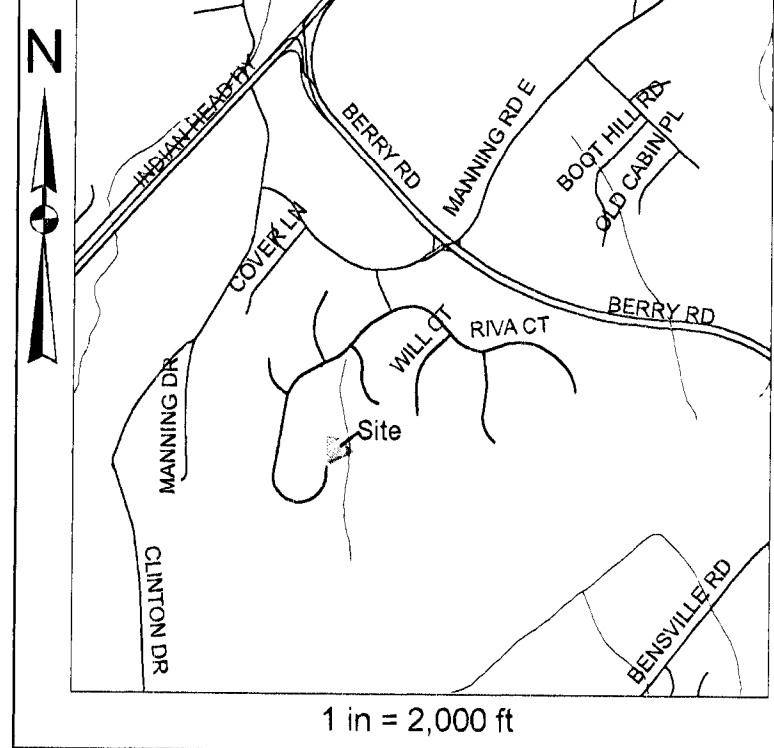 N
INDIAN HEAD HY
BERRY RD
MANNING RD E
BOOT HILL RD
OLD CABIN PL
COVER LN
BERRY RD
RIVA CT
WILL CT
MANNING DR
Site
CLINTON DR
BENSVILLE RD
1 in = 2,000 ft